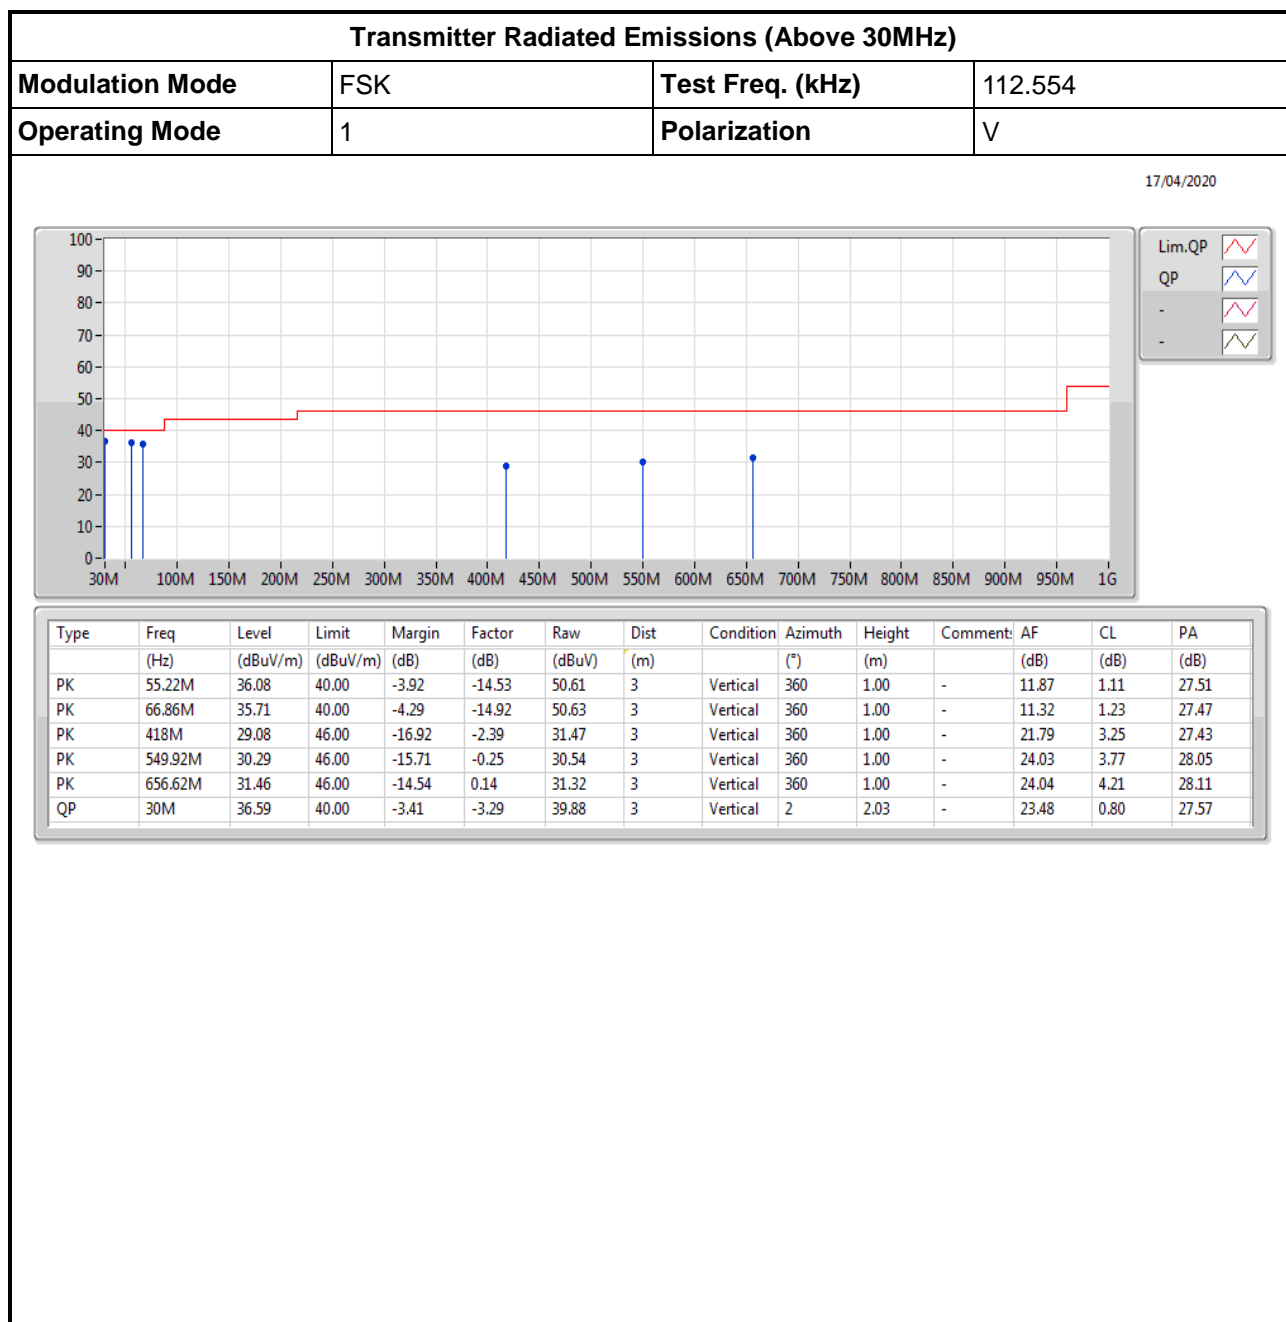 Transmitter Radiated Emissions (Above 30MHz)
Modulation Mode FSK Test Freq. (kHz) 112.554
Operating Mode 1 Polarization V
17/04/2020
100
90
80
70
60
50
40
30
20
10
0
30M 100M 150M 200M 250M 300M 350M 400M 450M 500M 550M 600M 650M 700M 750M 800M 850M 900M 950M 1G
Lim.QP
QP
-
-
Type Freq Level Limit Margin Factor Raw Dist Condition Azimuth Height Comments AF CL PA
(Hz) (dBuV/m) (dBuV/m) (dB) (dB) (dBuV) (m) (°) (m) (dB) (dB) (dB)
PK 55.22M 36.08 40.00 -3.92 -14.53 50.61 3 Vertical 360 1.00 - 11.87 1.11 27.51
PK 66.86M 35.71 40.00 -4.29 -14.92 50.63 3 Vertical 360 1.00 - 11.32 1.23 27.47
PK 418M 29.08 46.00 -16.92 -2.39 31.47 3 Vertical 360 1.00 - 21.79 3.25 27.43
PK 549.92M 30.29 46.00 -15.71 -0.25 30.54 3 Vertical 360 1.00 - 24.03 3.77 28.05
PK 656.62M 31.46 46.00 -14.54 0.14 31.32 3 Vertical 360 1.00 - 24.04 4.21 28.11
QP 30M 36.59 40.00 -3.41 -3.29 39.88 3 Vertical 2 2.03 - 23.48 0.80 27.57